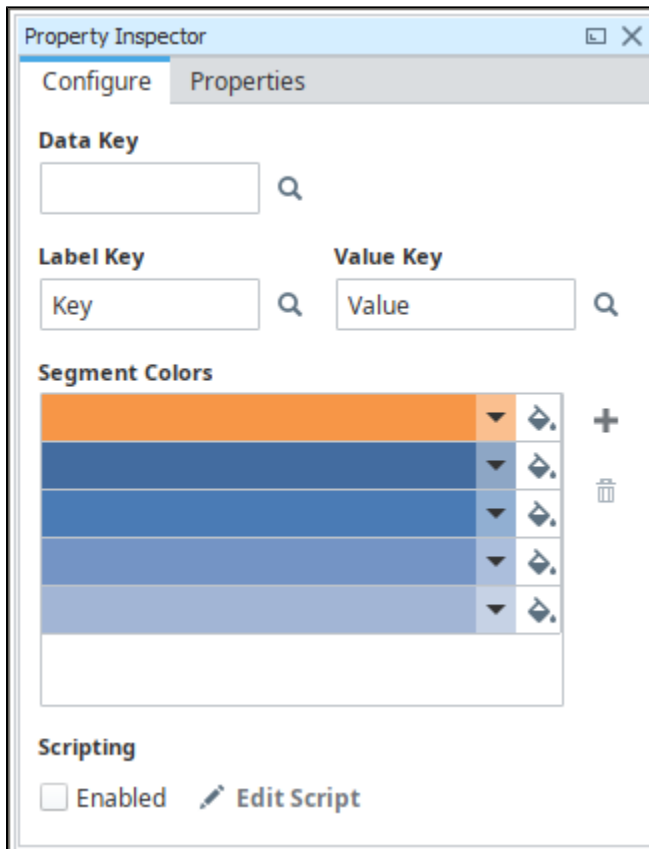 Property Inspector
Configure Properties
Data Key
Label Key Value Key
Key Value
Segment Colors
Scripting
Enabled Edit Script